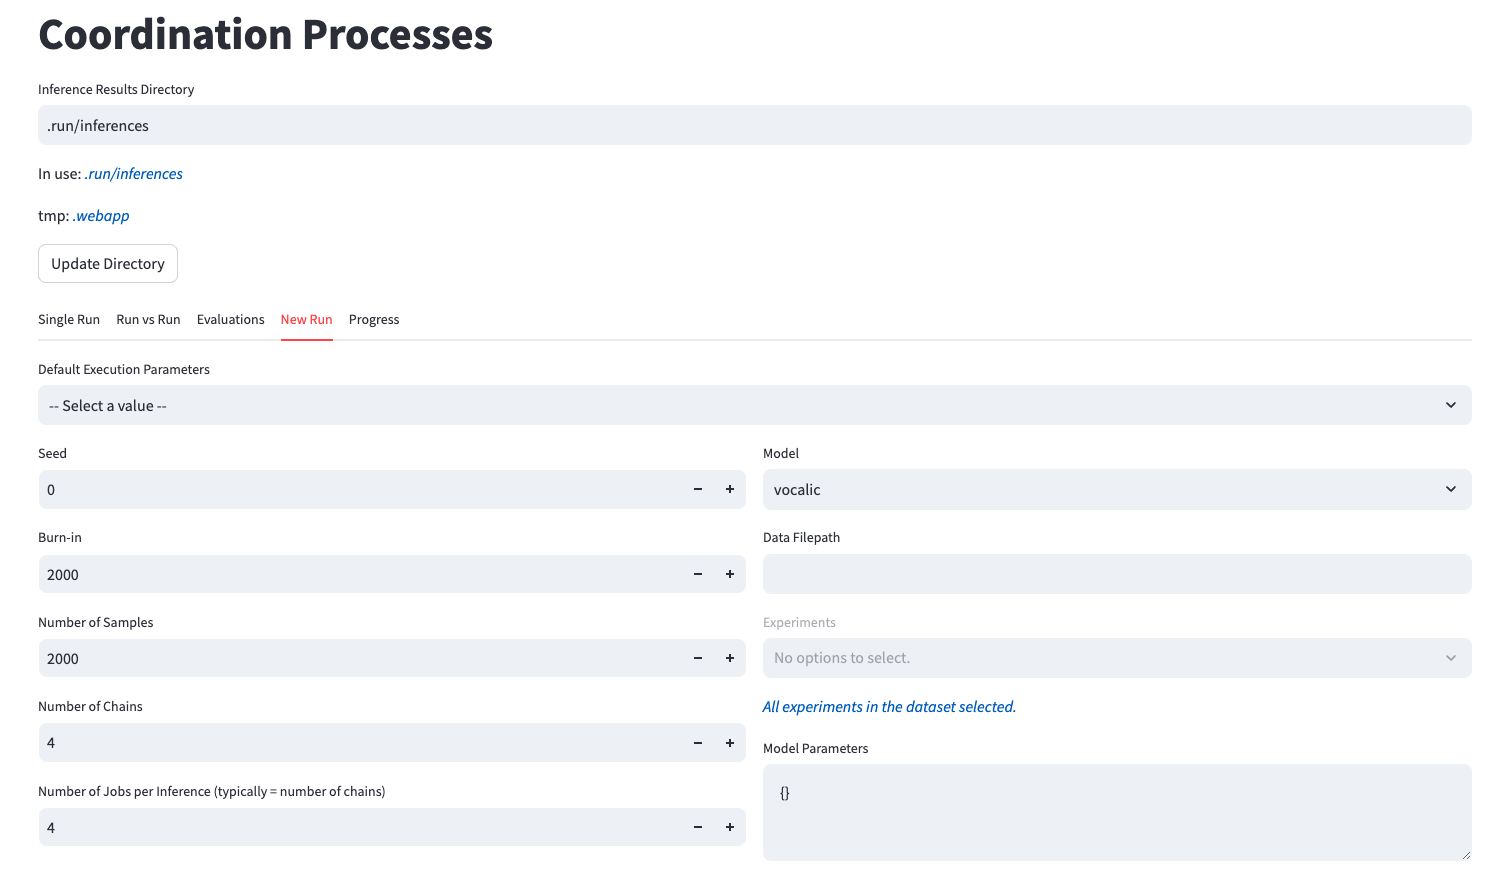 Coordination Processes
Inference Results Directory
.run/inferences
In use: .run/inferences
tmp: .webapp
Update Directory
Single Run Run vs Run Evaluations New Run Progress
Default Execution Parameters
-- Select a value --
Seed
0
Burn-in
2000
Number of Samples
2000
Number of Chains
4
Number of Jobs per Inference (typically = number of chains)
4
Model
vocalic
Data Filepath
Experiments
No options to select.
All experiments in the dataset selected.
Model Parameters
{}